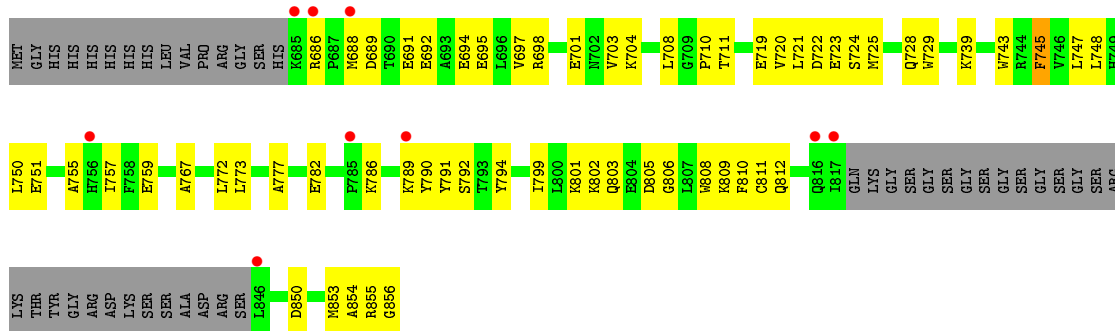 MET GLY HIS HIS HIS HIS HIS HIS LEU VAL PRO ARG GLY SER HIS K685 R686 P687 M688 D689 T690 E691 E692 A693 E694 E695 L696 V697 R698 E701 N702 V703 K704 L708 G709 P710 T711 E719 V720 L721 D722 E723 S724 M725 Q728 W729 K739 W743 R744 F745 V746 L747 L748 H749
L750 E751 A755 H756 I757 F758 E759 A767 L772 L773 A777 E782 P785 K786 K789 Y790 Y791 S792 T793 Y794 I799 L800 K801 K802 Q803 E804 D805 G806 L807 W808 K809 F810 C811 Q812 Q816 I817 GLN LYS GLY SER GLY SER GLY SER GLY SER GLY SER GLY SER ARG
LYS THR TYR GLY ARG ASP LYS SER SER ALA ASP ARG SER L846 D850 M853 A854 R855 G856